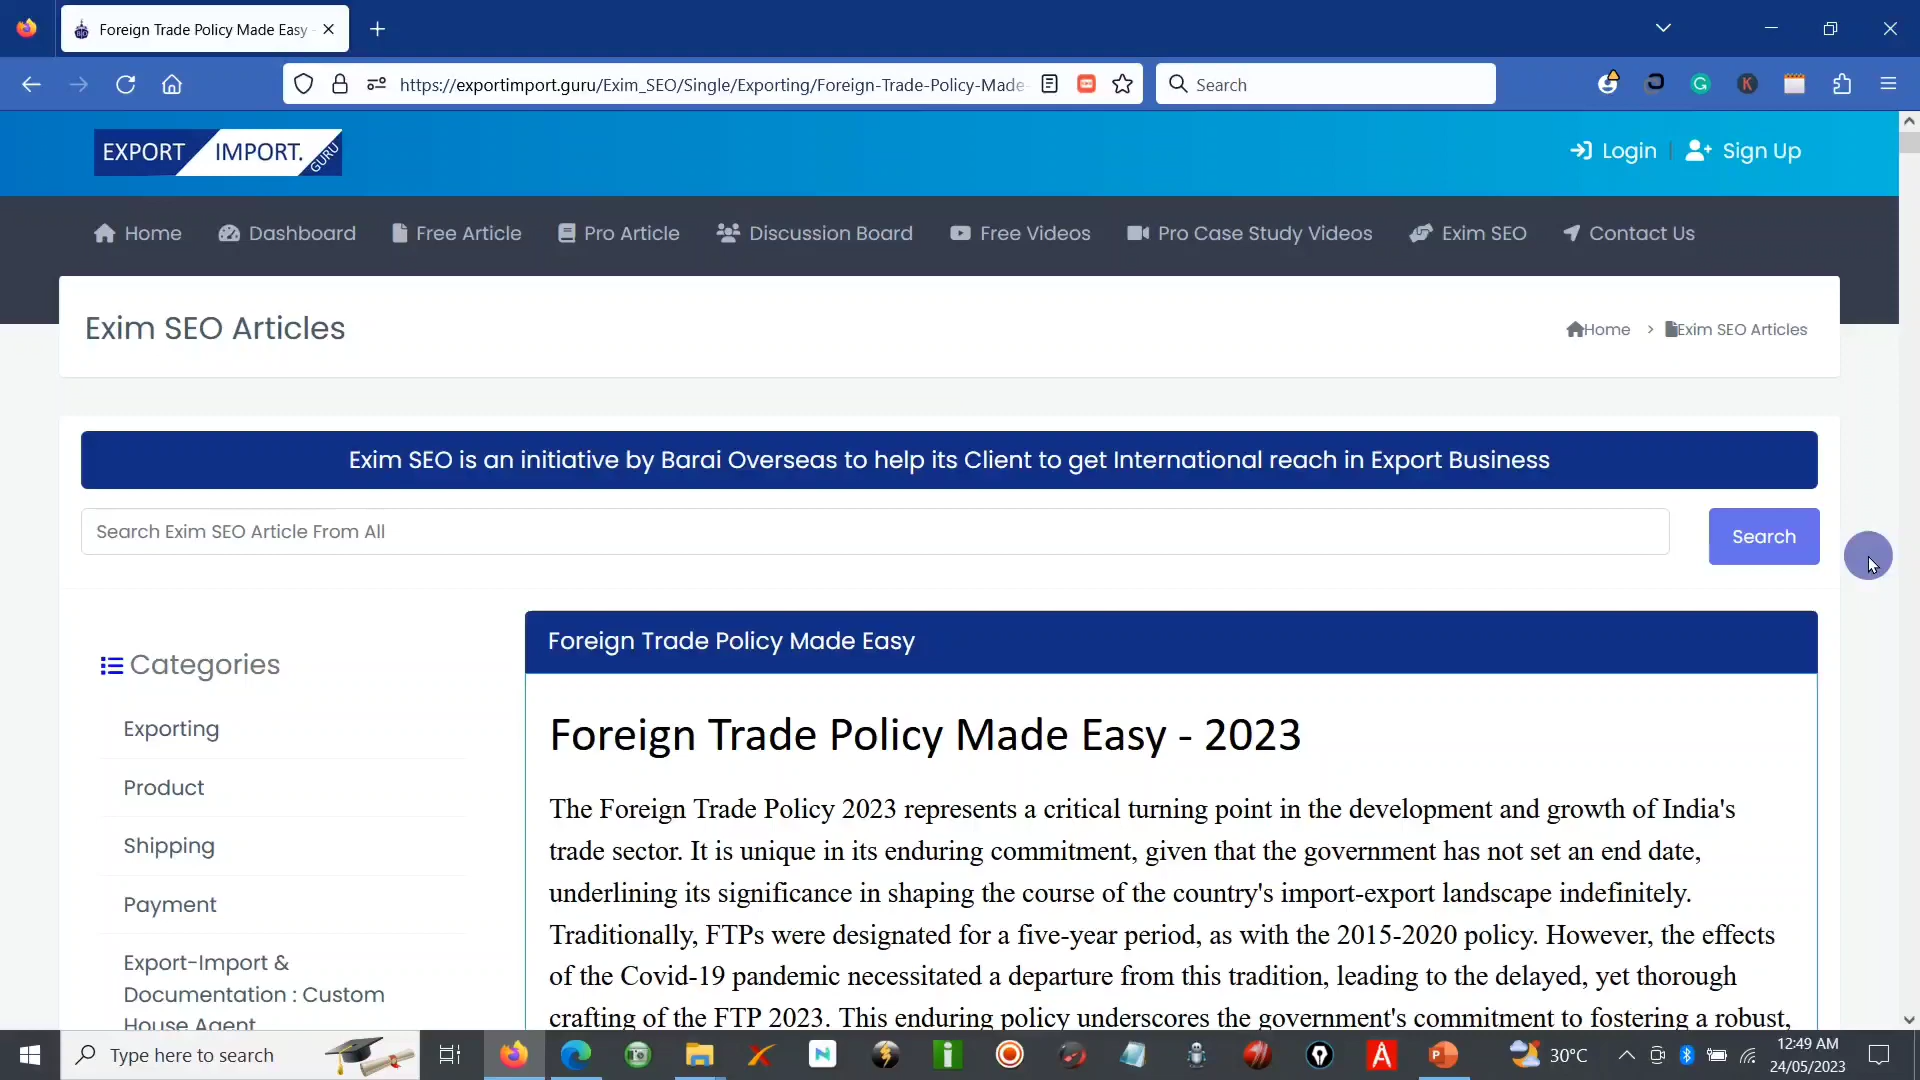 Foreign Trade Policy Made Easy -
https://exportimport.guru/Exim_SEO/Single/Exporting/Foreign-Trade-Policy-Made-
Search
EXPORT IMPORT. GURU
Login | Sign Up
Home Dashboard Free Article Pro Article Discussion Board Free Videos Pro Case Study Videos Exim SEO Contact Us
Exim SEO Articles
Home > Exim SEO Articles
Exim SEO is an initiative by Barai Overseas to help its Client to get International reach in Export Business
Search Exim SEO Article From All
Search
Categories
Exporting
Product
Shipping
Payment
Export-Import &
Documentation : Custom
House Agent
Foreign Trade Policy Made Easy
Foreign Trade Policy Made Easy - 2023
The Foreign Trade Policy 2023 represents a critical turning point in the development and growth of India's
trade sector. It is unique in its enduring commitment, given that the government has not set an end date,
underlining its significance in shaping the course of the country's import-export landscape indefinitely.
Traditionally, FTPs were designated for a five-year period, as with the 2015-2020 policy. However, the effects
of the Covid-19 pandemic necessitated a departure from this tradition, leading to the delayed, yet thorough
crafting of the FTP 2023. This enduring policy underscores the government's commitment to fostering a robust,
Type here to search
30°C
12:49 AM
24/05/2023